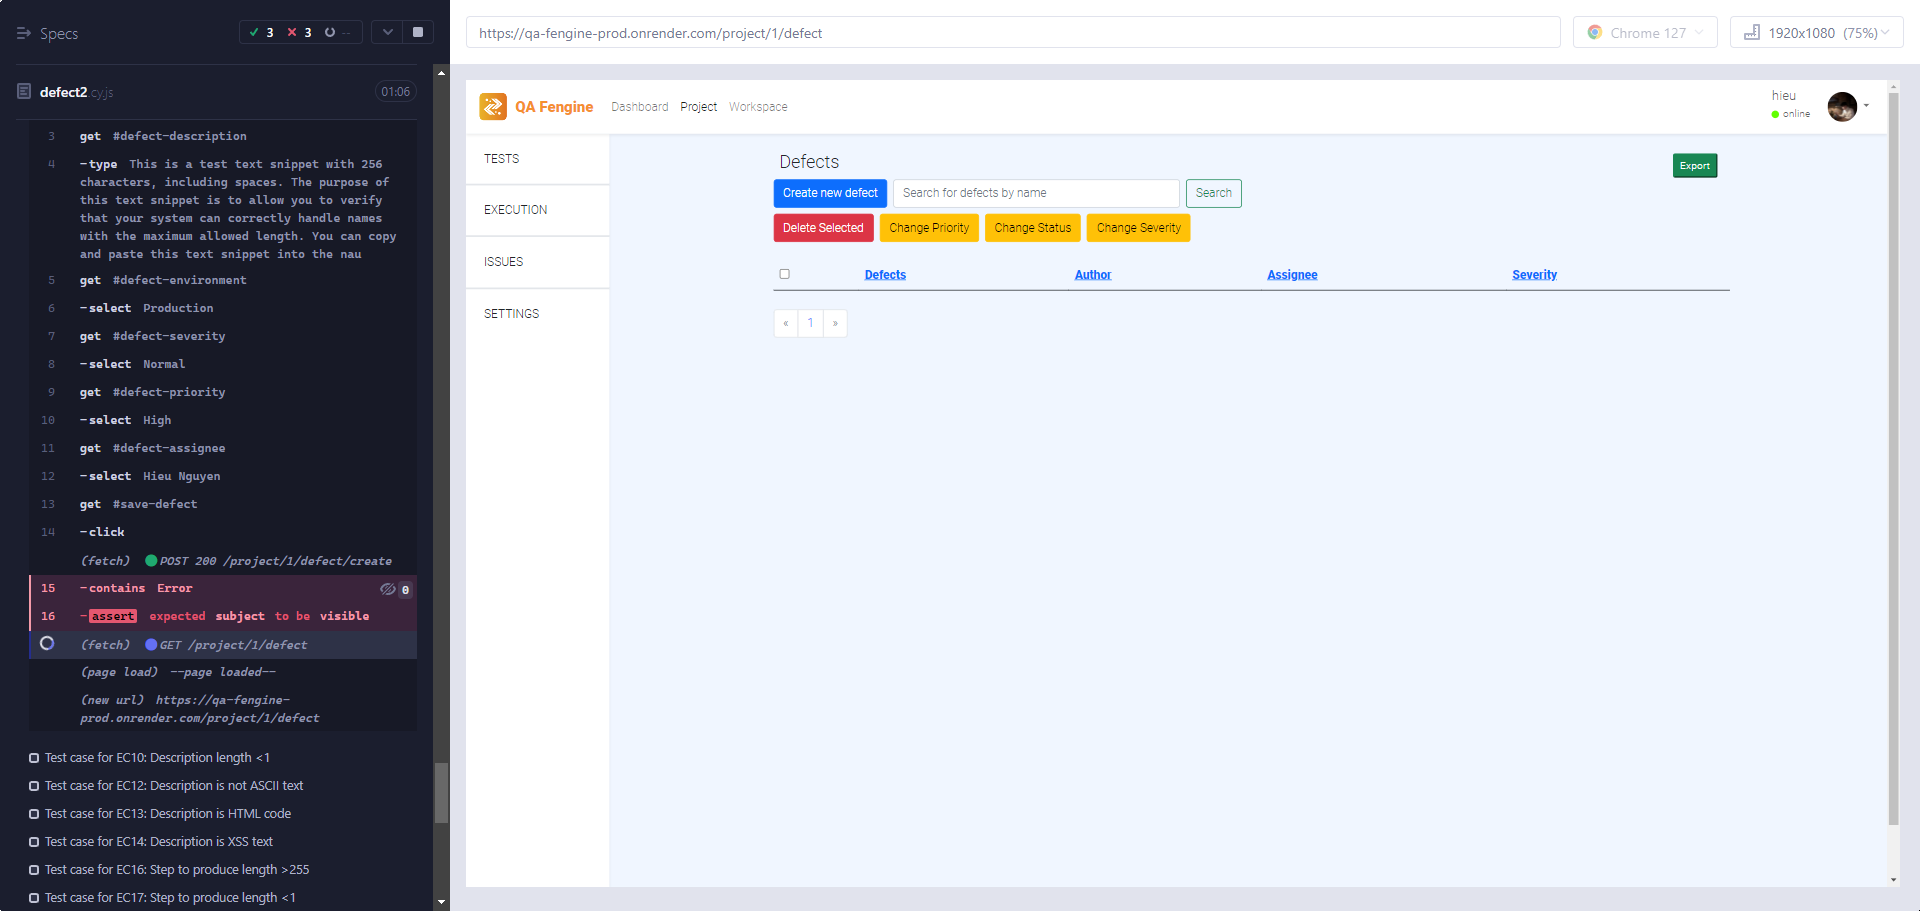 Specs
3 3 --
defect2.cy.js 01:06
3 get #defect-description
4 -type This is a test text snippet with 256
characters, including spaces. The purpose of
this text snippet is to allow you to verify
that your system can correctly handle names
with the maximum allowed length. You can copy
and paste this text snippet into the nau
5 get #defect-environment
6 -select Production
7 get #defect-severity
8 -select Normal
9 get #defect-priority
10 -select High
11 get #defect-assignee
12 -select Hieu Nguyen
13 get #save-defect
14 -click
(fetch) POST 200 /project/1/defect/create
15 -contains Error 0
16 -assert expected subject to be visible
(fetch) GET /project/1/defect
(page load) --page loaded--
(new url) https://qa-fengine-
prod.onrender.com/project/1/defect
Test case for EC10: Description length <1
Test case for EC12: Description is not ASCII text
Test case for EC13: Description is HTML code
Test case for EC14: Description is XSS text
Test case for EC16: Step to produce length >255
Test case for EC17: Step to produce length <1
https://qa-fengine-prod.onrender.com/project/1/defect
Chrome 127
1920x1080 (75%)
QA Fengine Dashboard Project Workspace
hieu
online
TESTS
EXECUTION
ISSUES
SETTINGS
Defects
Export
Create new defect Search for defects by name Search
Delete Selected Change Priority Change Status Change Severity
Defects Author Assignee Severity
« 1 »